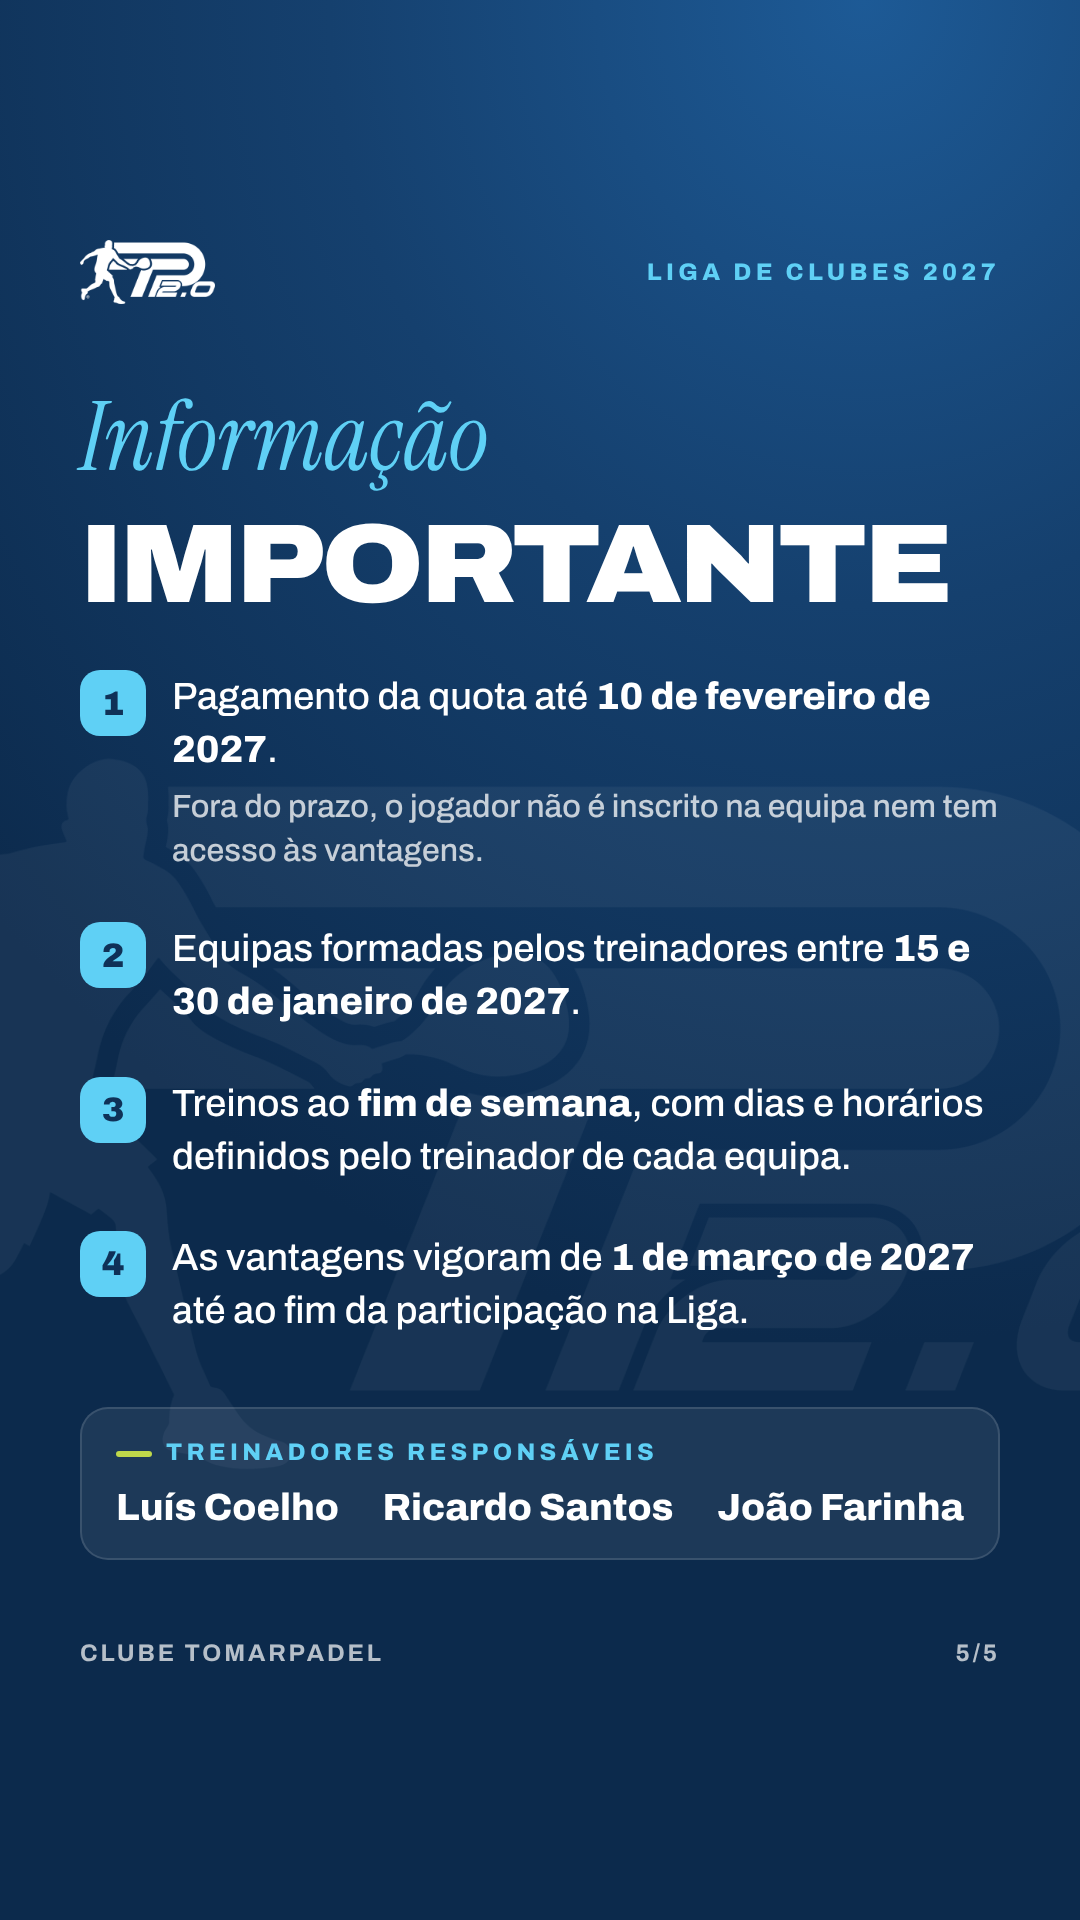 P2.0
LIGA DE CLUBES 2027
Informação
IMPORTANTE
1
Pagamento da quota até 10 de fevereiro de
2027.
Fora do prazo, o jogador não é inscrito na equipa nem tem
acesso às vantagens.
2
Equipas formadas pelos treinadores entre 15 e
30 de janeiro de 2027.
3
Treinos ao fim de semana, com dias e horários
definidos pelo treinador de cada equipa.
4
As vantagens vigoram de 1 de março de 2027
até ao fim da participação na Liga.
TREINADORES RESPONSÁVEIS
Luís Coelho Ricardo Santos João Farinha
CLUBE TOMARPADEL
5/5